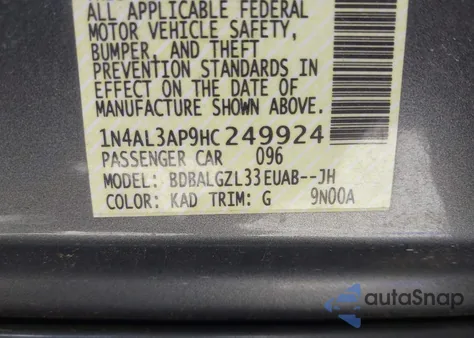 ALL APPLICABLE FEDERAL
MOTOR VEHICLE SAFETY,
BUMPER, AND THEFT
PREVENTION STANDARDS IN
EFFECT ON THE DATE OF
MANUFACTURE SHOWN ABOVE.
1N4AL3AP9HC249924
PASSENGER CAR 096
MODEL: BDBALGZL33EUAB--JH
COLOR: KAD TRIM: G 9N00A
autoSnap